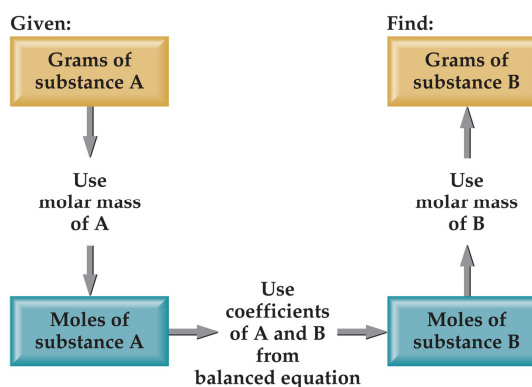 Given:
Grams of
substance A
Use
molar mass
of A
Moles of
substance A
Use
coefficients
of A and B
from
balanced equation
Find:
Grams of
substance B
Use
molar mass
of B
Moles of
substance B